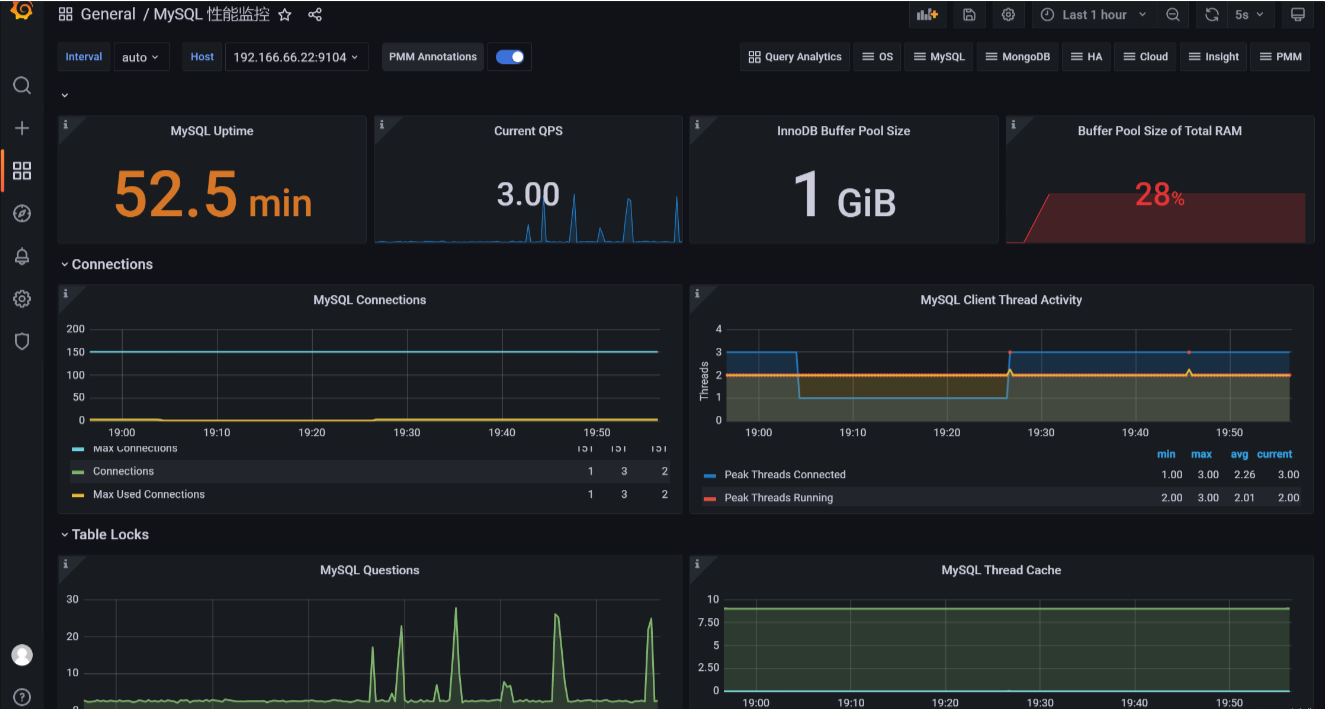 General / MySQL 性能监控 Last 1 hour 5s
Interval auto Host 192.166.66.22:9104 PMM Annotations Query Analytics OS MySQL MongoDB HA Cloud Insight PMM
MySQL Uptime
52.5 min
Current QPS
3.00
InnoDB Buffer Pool Size
1 GiB
Buffer Pool Size of Total RAM
28%
Connections
MySQL Connections
200
150
100
50
0
19:00 19:10 19:20 19:30 19:40 19:50
Max Connections 151 151 151
Connections 1 3 2
Max Used Connections 1 3 2
MySQL Client Thread Activity
Threads
4
3
2
1
0
19:00 19:10 19:20 19:30 19:40 19:50
min max avg current
Peak Threads Connected 1.00 3.00 2.26 3.00
Peak Threads Running 2.00 3.00 2.01 2.00
Table Locks
MySQL Questions
30
20
10
0
MySQL Thread Cache
10
7.50
5
2.50
0
19:00 19:10 19:20 19:30 19:40 19:50